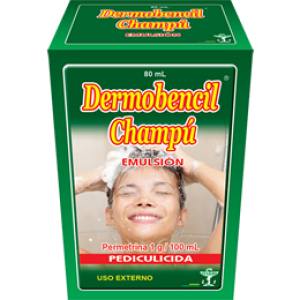 80 mL
Dermobencil®
Champú
EMULSIÓN
Permetrina 1 g / 100 mL
PEDICULICIDA
USO EXTERNO